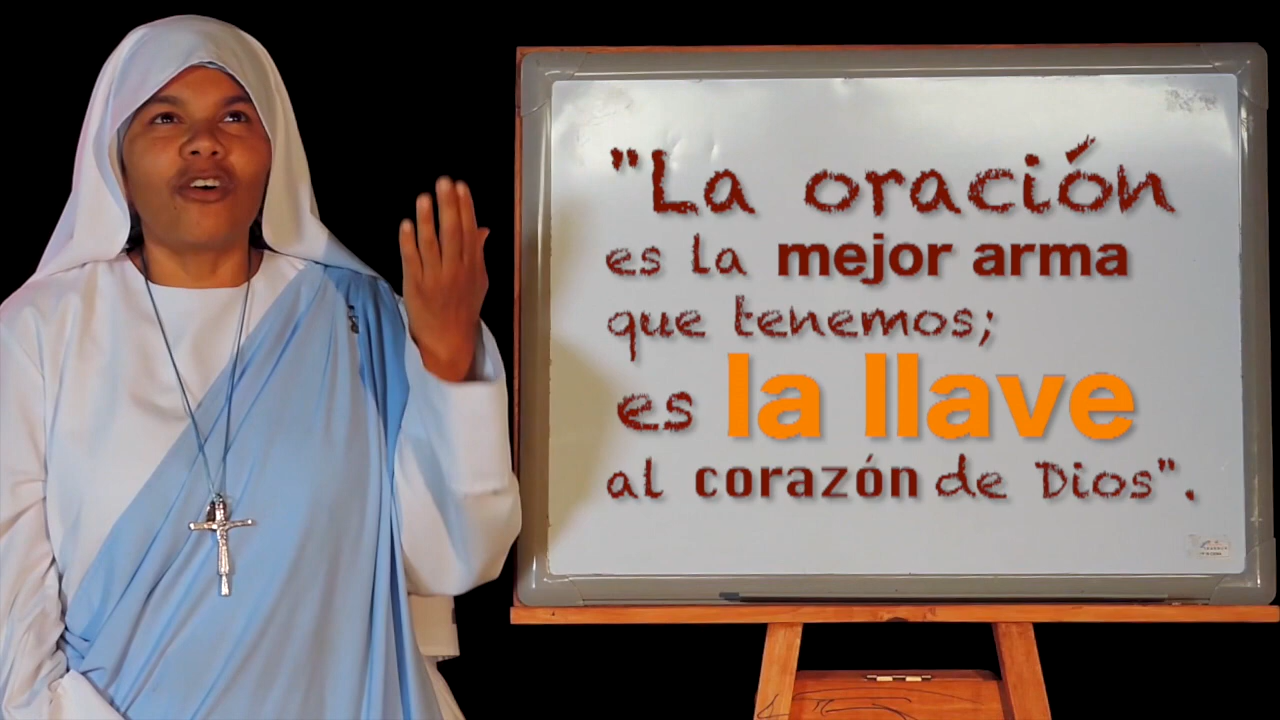 "La oración
es la mejor arma
que tenemos;
es la llave
al corazón de Dios".